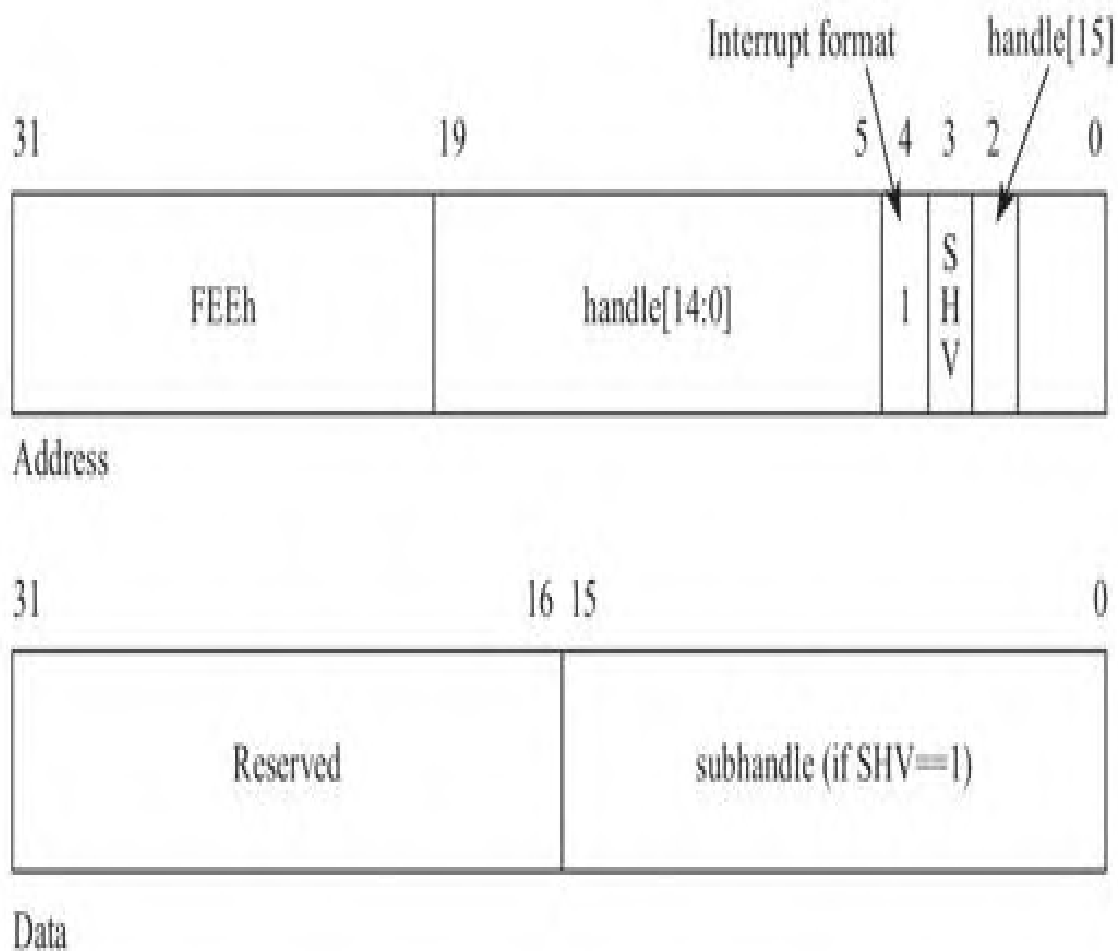 Interrupt format handle[15]
31 19 5 4 3 2 0
FEEh handle[14:0] 1 SHV
Address
31 16 15 0
Reserved subhandle (if SHV==1)
Data